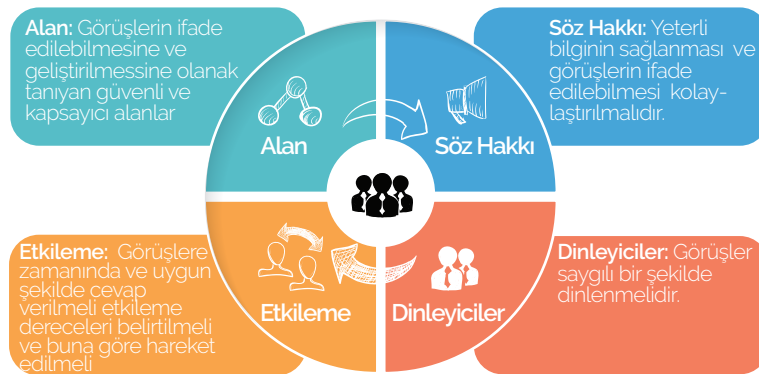 Alan: Görüşlerin ifade
edilebilmesine ve
geliştirilmessine olanak
tanıyan güvenli ve
kapsayıcı alanlar
Söz Hakkı: Yeterli
bilginin sağlanması ve
görüşlerin ifade
edilebilmesi kolay-
laştırılmalıdır.
Alan
Söz Hakkı
Etkileme
Dinleyiciler
Etkileme: Görüşlere
zamanında ve uygun
şekilde cevap
verilmeli etkileme
dereceleri belirtilmeli
ve buna göre hareket
edilmeli
Dinleyiciler: Görüşler
saygılı bir şekilde
dinlenmelidir.